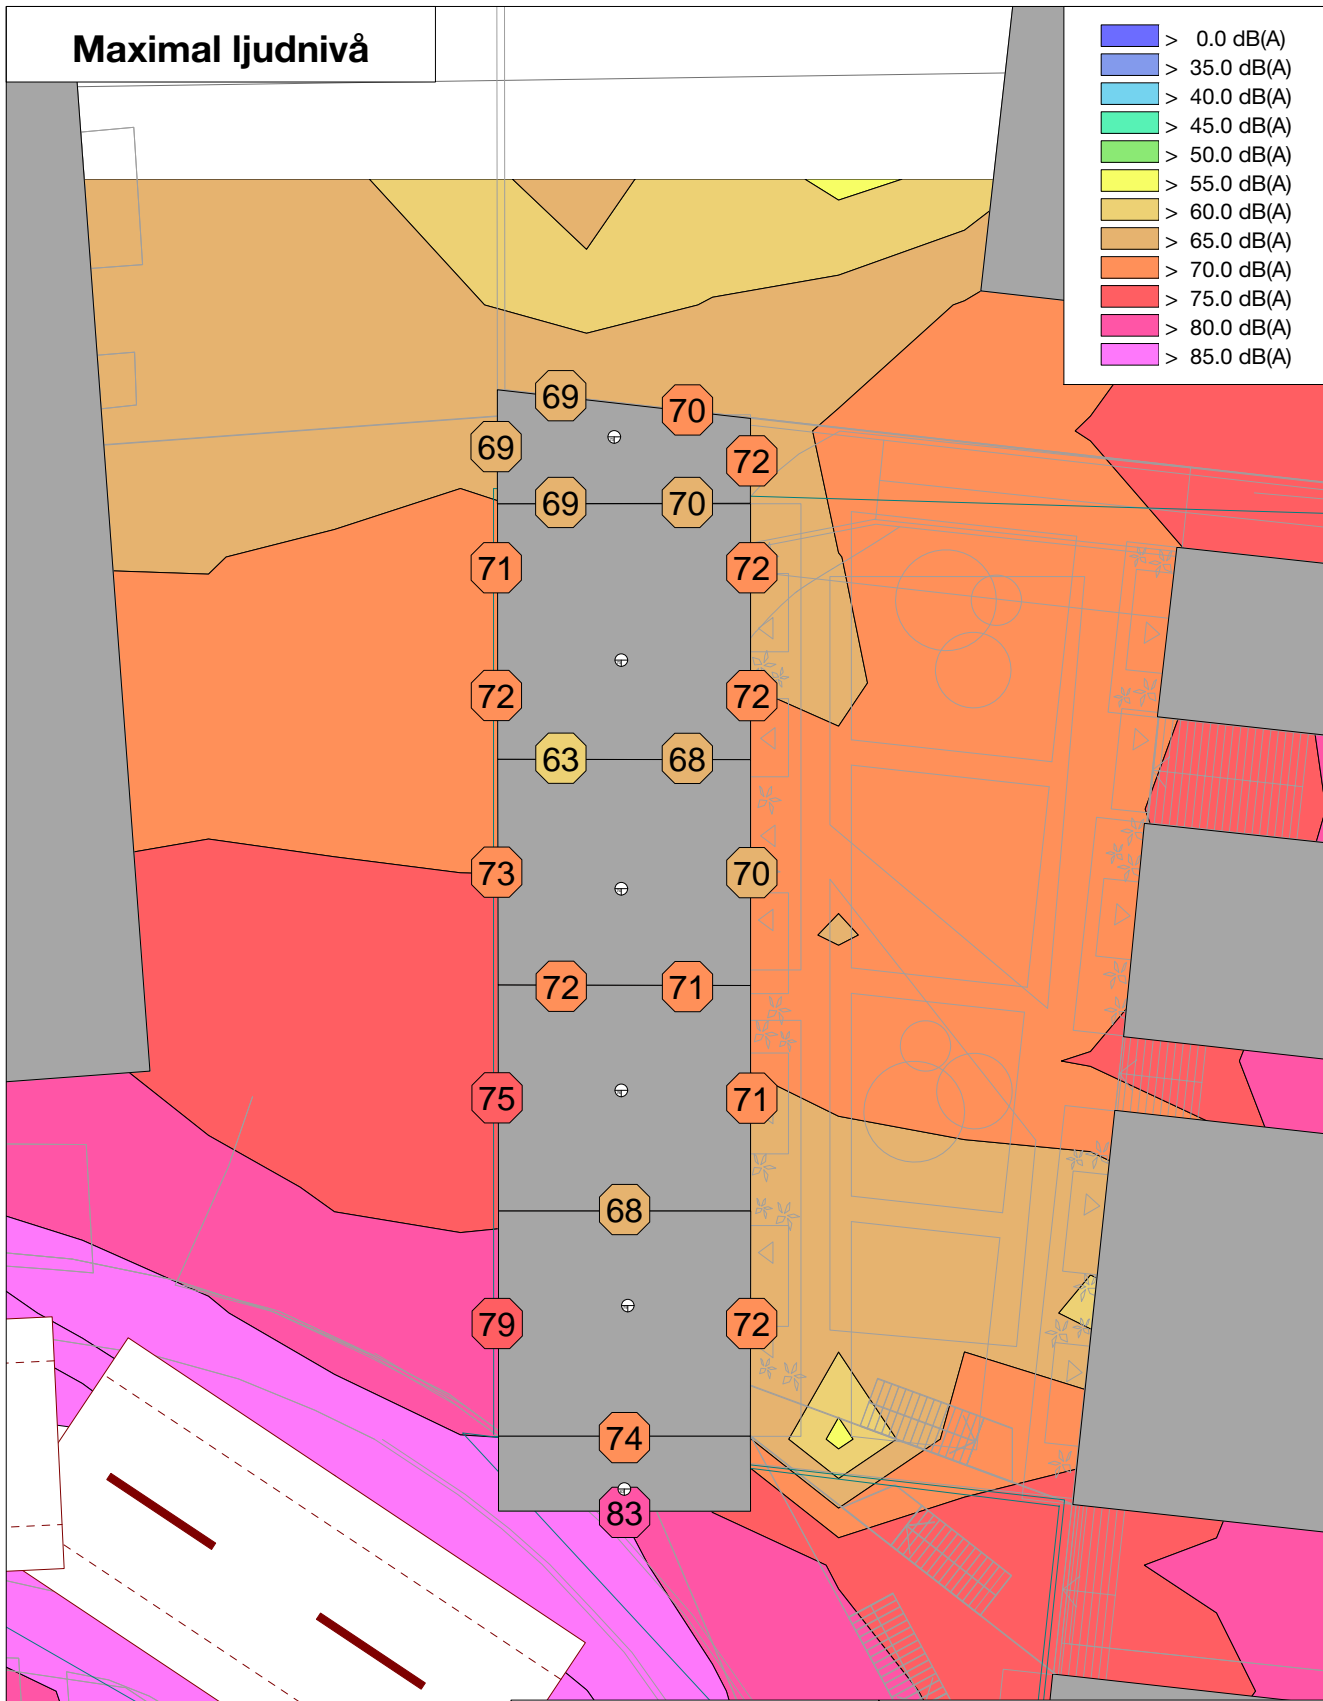 Maximal ljudnivå
> 0.0 dB(A)
> 35.0 dB(A)
> 40.0 dB(A)
> 45.0 dB(A)
> 50.0 dB(A)
> 55.0 dB(A)
> 60.0 dB(A)
> 65.0 dB(A)
> 70.0 dB(A)
> 75.0 dB(A)
> 80.0 dB(A)
> 85.0 dB(A)
69
70
69
72
69
70
71
72
72
72
63
68
73
70
72
71
75
71
68
79
72
74
83